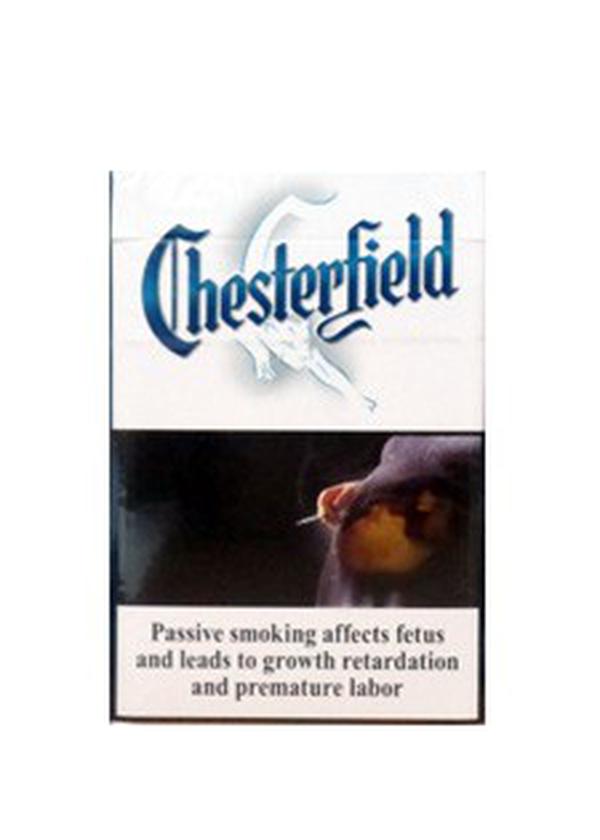 Chesterfield
Passive smoking affects fetus
and leads to growth retardation
and premature labor